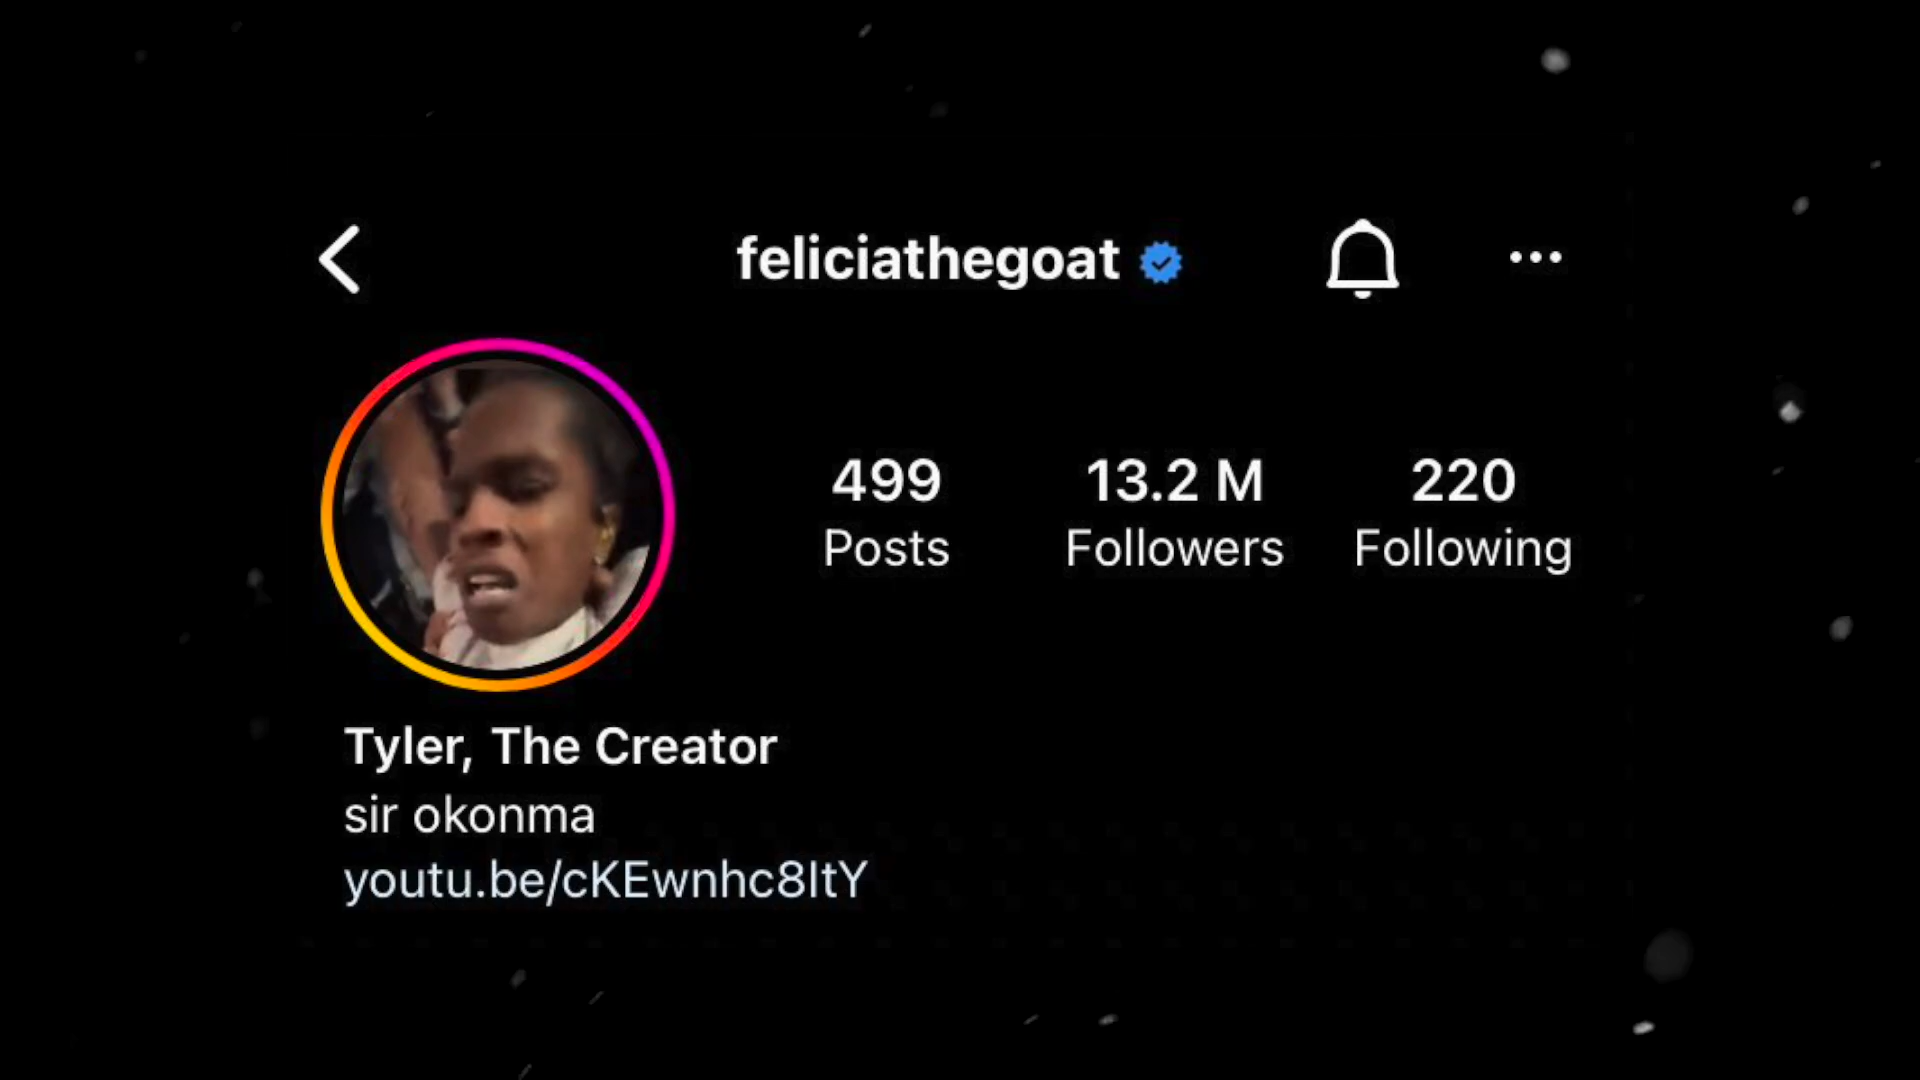 feliciathegoat
499 13.2 M 220
Posts Followers Following
Tyler, The Creator
sir okonma
youtu.be/cKEwnhc8ItY